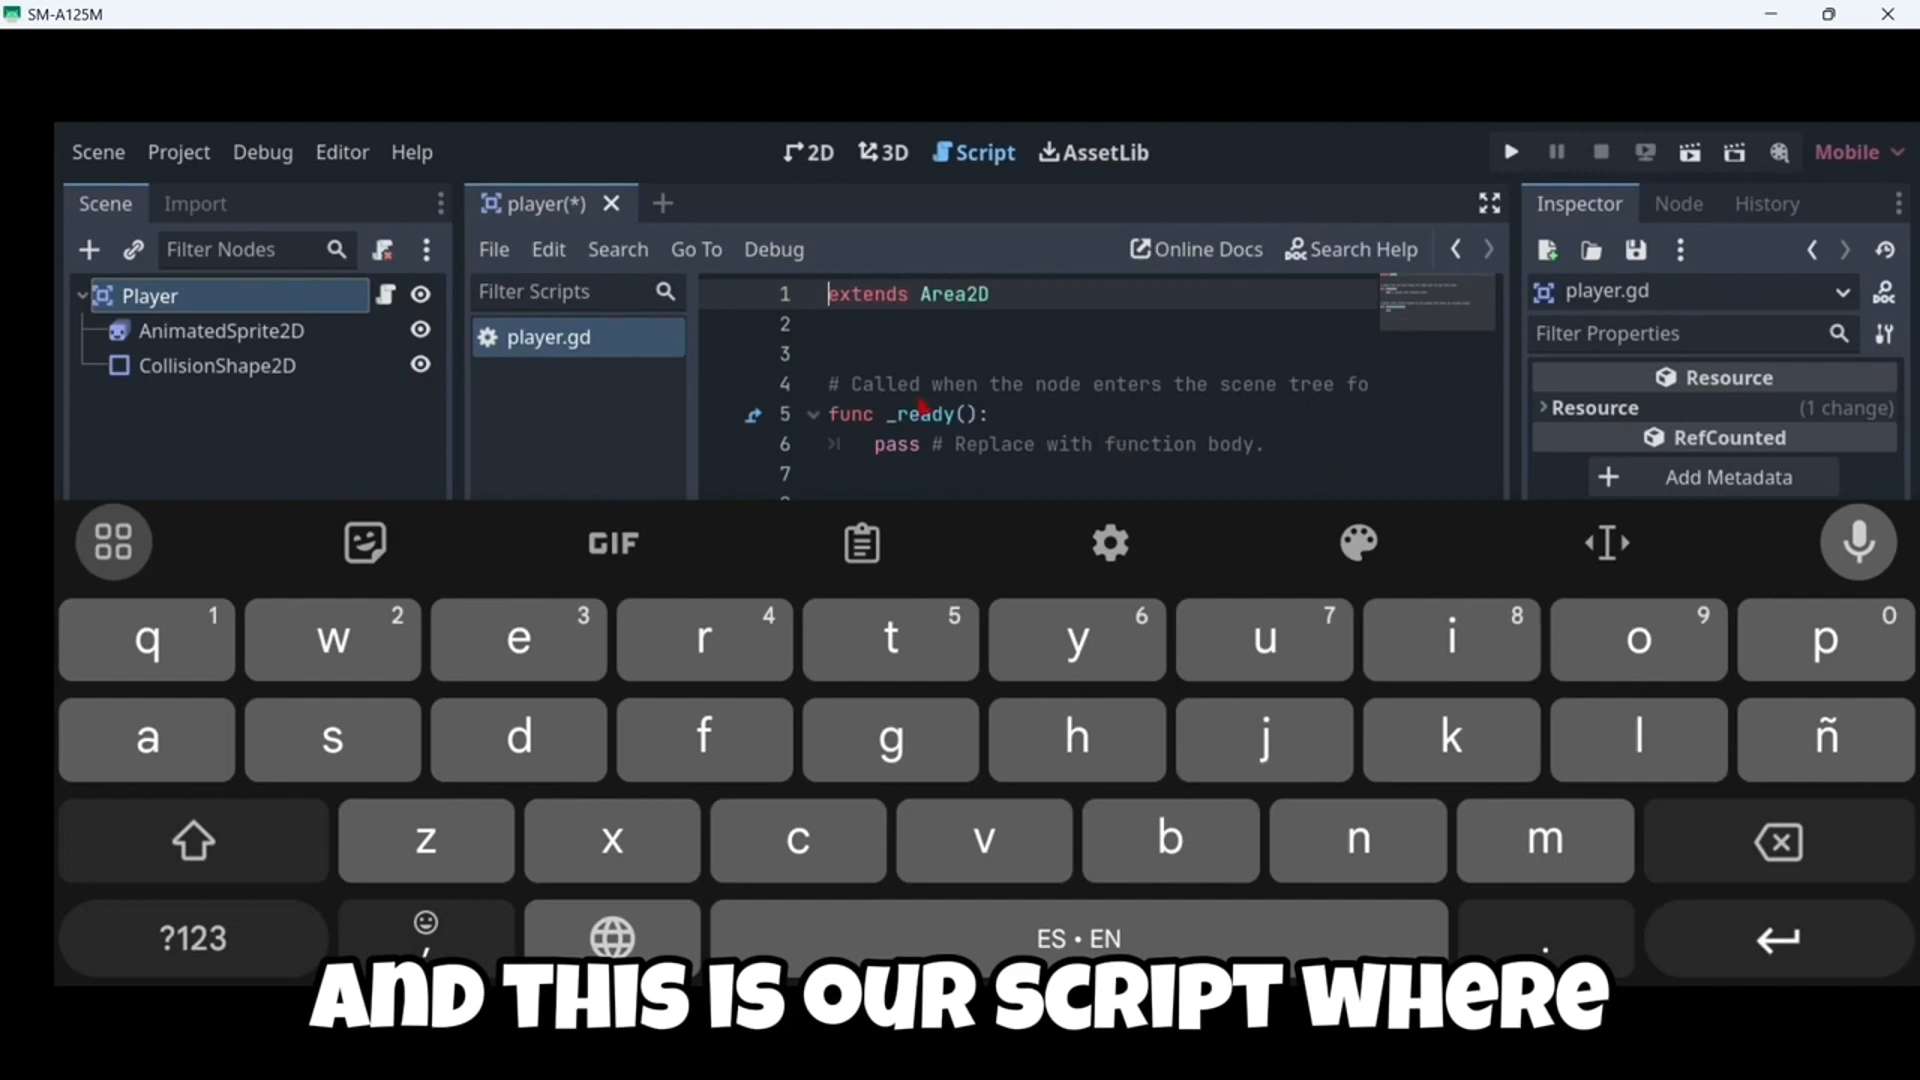 SM-A125M
Scene Project Debug Editor Help
2D 3D Script AssetLib
Mobile
Scene Import
player(*)
Inspector Node History
Filter Nodes
File Edit Search Go To Debug
Online Docs Search Help
Player
AnimatedSprite2D
CollisionShape2D
Filter Scripts
player.gd
1 extends Area2D
2
3
4 # Called when the node enters the scene tree fo
5 func _ready():
6 pass # Replace with function body.
7
player.gd
Filter Properties
Resource
Resource (1 change)
RefCounted
Add Metadata
GIF
q 1 w 2 e 3 r 4 t 5 y 6 u 7 i 8 o 9 p 0
a s d f g h j k l ñ
z x c v b n m
?123 , ES • EN .
AND THIS IS OUR SCRIPT WHERE